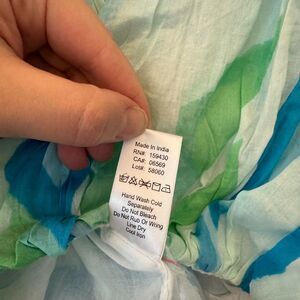 Made In India
RN#: 159430
CA#: 06569
Lot#: 58060
Hand Wash Cold
Separately
Do Not Bleach
Do Not Rub Or Wring
Line Dry
Cool Iron